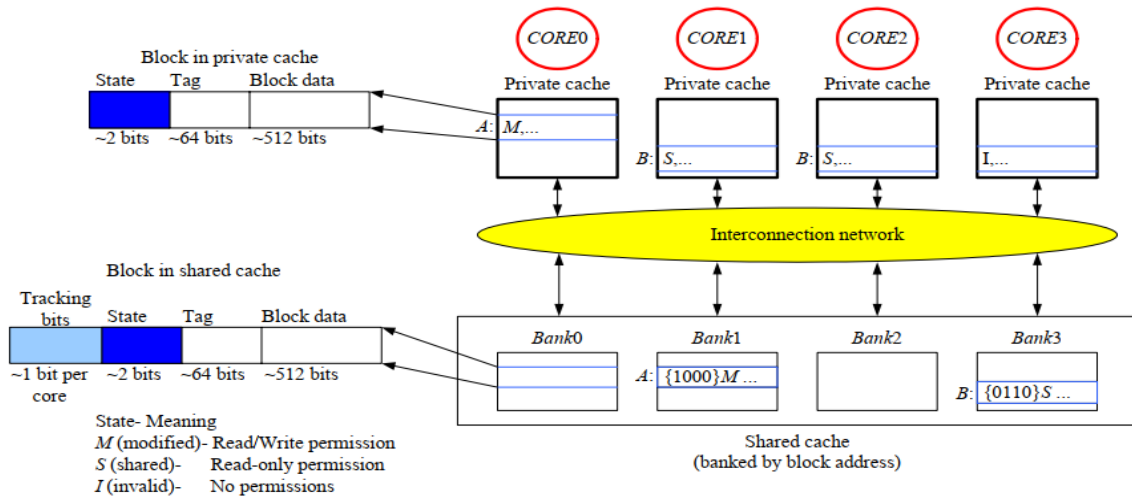 CORE0 CORE1 CORE2 CORE3
Block in private cache
Private cache Private cache Private cache Private cache
State Tag Block data
~2 bits ~64 bits ~512 bits
A: M,...
B: S,... B: S,... I,...
Interconnection network
Block in shared cache
Tracking
bits State Tag Block data
~1 bit per
core ~2 bits ~64 bits ~512 bits
Bank0 Bank1 Bank2 Bank3
A: {1000}M ...
B: {0110}S ...
Shared cache
(banked by block address)
State- Meaning
M (modified)- Read/Write permission
S (shared)- Read-only permission
I (invalid)- No permissions